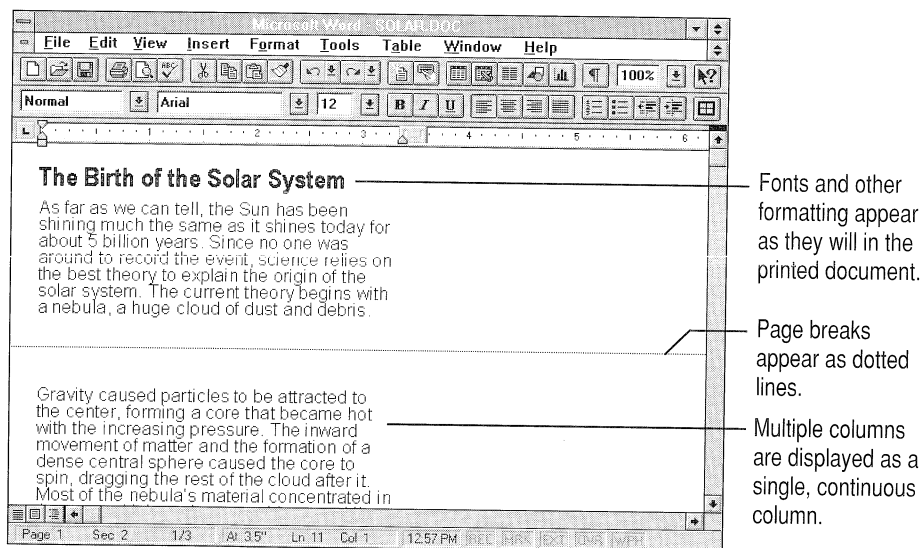 Microsoft Word - SOLAR.DOC
File Edit View Insert Format Tools Table Window Help
ABC 100%
Normal Arial 12 B I U
1 2 3 4 5 6
The Birth of the Solar System
As far as we can tell, the Sun has been
shining much the same as it shines today for
about 5 billion years. Since no one was
around to record the event, science relies on
the best theory to explain the origin of the
solar system. The current theory begins with
a nebula, a huge cloud of dust and debris.
Gravity caused particles to be attracted to
the center, forming a core that became hot
with the increasing pressure. The inward
movement of matter and the formation of a
dense central sphere caused the core to
spin, dragging the rest of the cloud after it.
Most of the nebula's material concentrated in
Page 1 Sec 2 1/3 At 3.5" Ln 11 Col 1 12:57 PM REC MRK EXT OVR WPH
Fonts and other
formatting appear
as they will in the
printed document.
Page breaks
appear as dotted
lines.
Multiple columns
are displayed as a
single, continuous
column.